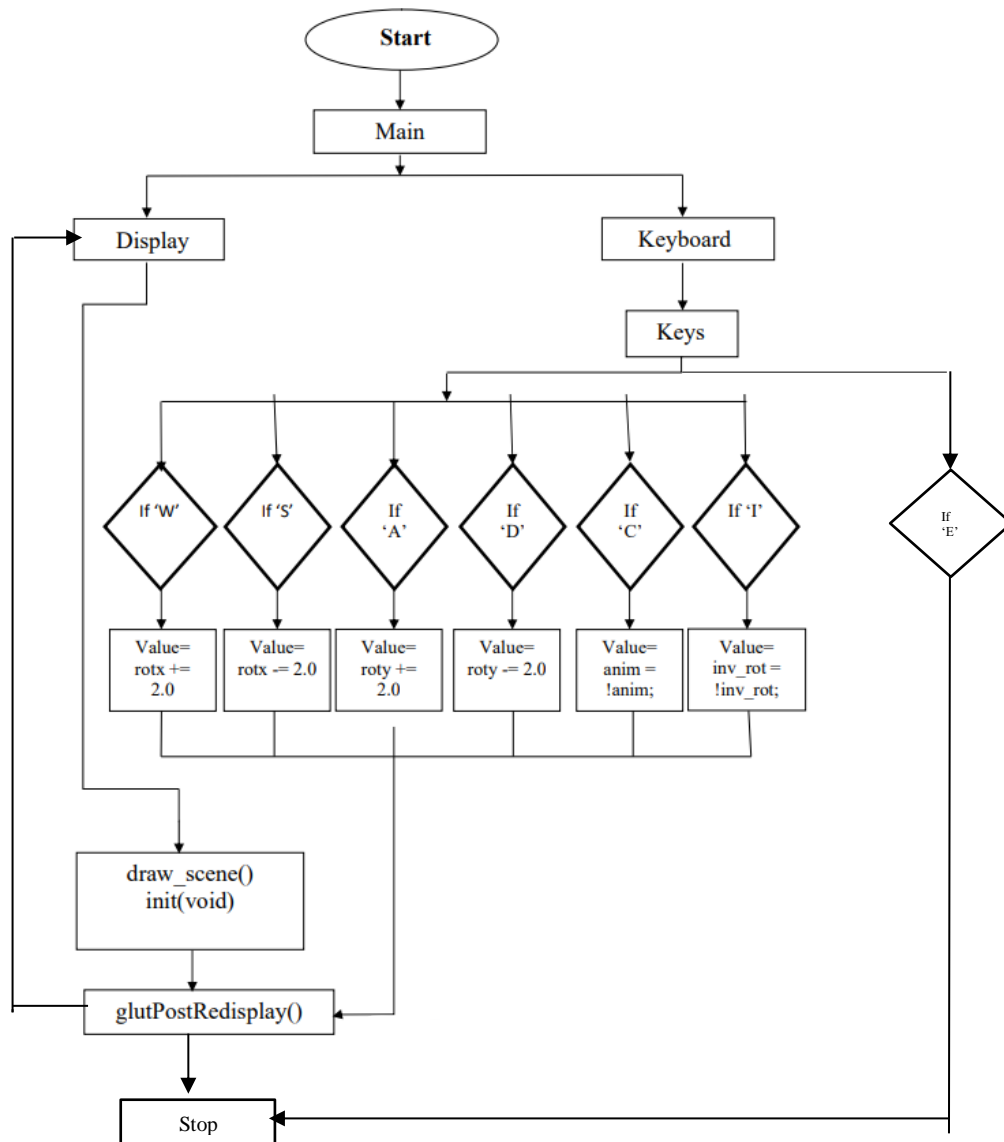 Start
Main
Display
Keyboard
Keys
If ‘W’
If ‘S’
If
‘A’
If
‘D’
If
‘C’
If ‘I’
If
‘E’
Value=
rotx +=
2.0
Value=
rotx -= 2.0
Value=
roty +=
2.0
Value=
roty -= 2.0
Value=
anim =
!anim;
Value=
inv_rot =
!inv_rot;
draw_scene()
init(void)
glutPostRedisplay()
Stop